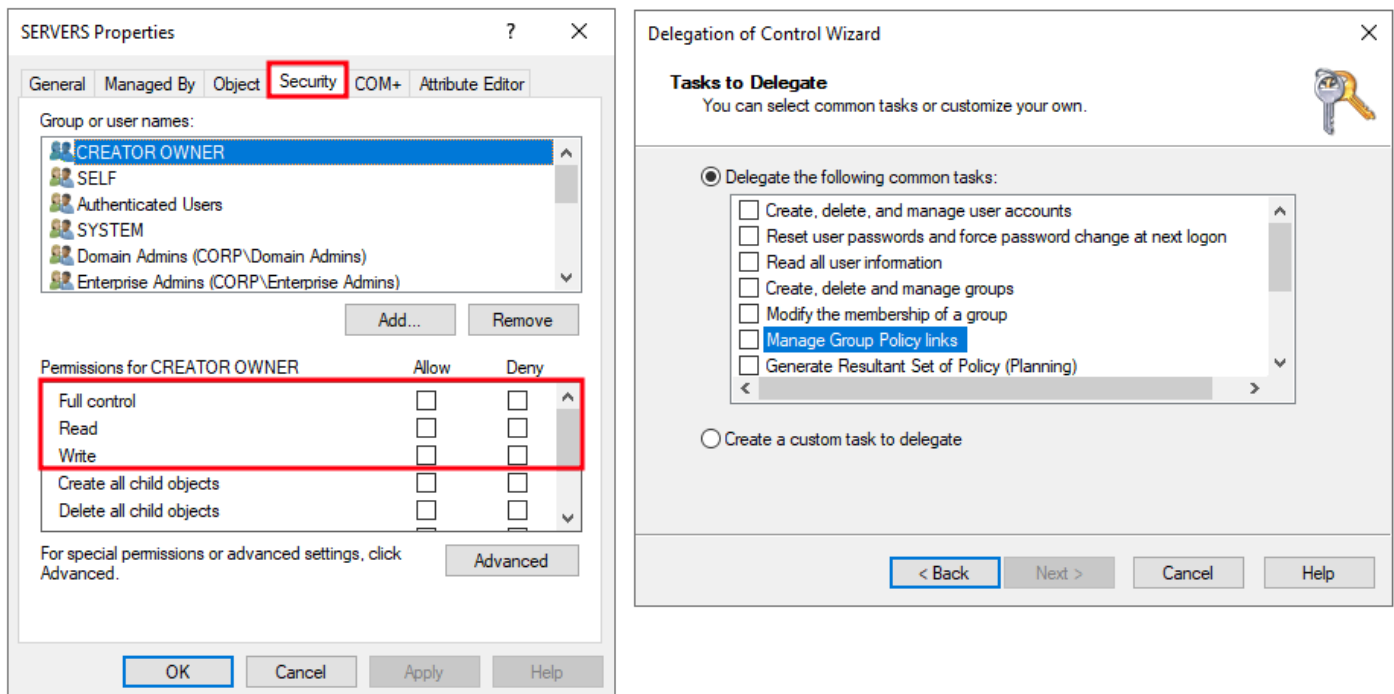 SERVERS Properties
?
General Managed By Object Security COM+ Attribute Editor
Group or user names:
CREATOR OWNER
SELF
Authenticated Users
SYSTEM
Domain Admins (CORP\Domain Admins)
Enterprise Admins (CORP\Enterprise Admins)
Add... Remove
Permissions for CREATOR OWNER Allow Deny
Full control
Read
Write
Create all child objects
Delete all child objects
For special permissions or advanced settings, click
Advanced.
Advanced
OK Cancel Apply Help
Delegation of Control Wizard
Tasks to Delegate
You can select common tasks or customize your own.
Delegate the following common tasks:
Create, delete, and manage user accounts
Reset user passwords and force password change at next logon
Read all user information
Create, delete and manage groups
Modify the membership of a group
Manage Group Policy links
Generate Resultant Set of Policy (Planning)
Create a custom task to delegate
< Back Next > Cancel Help